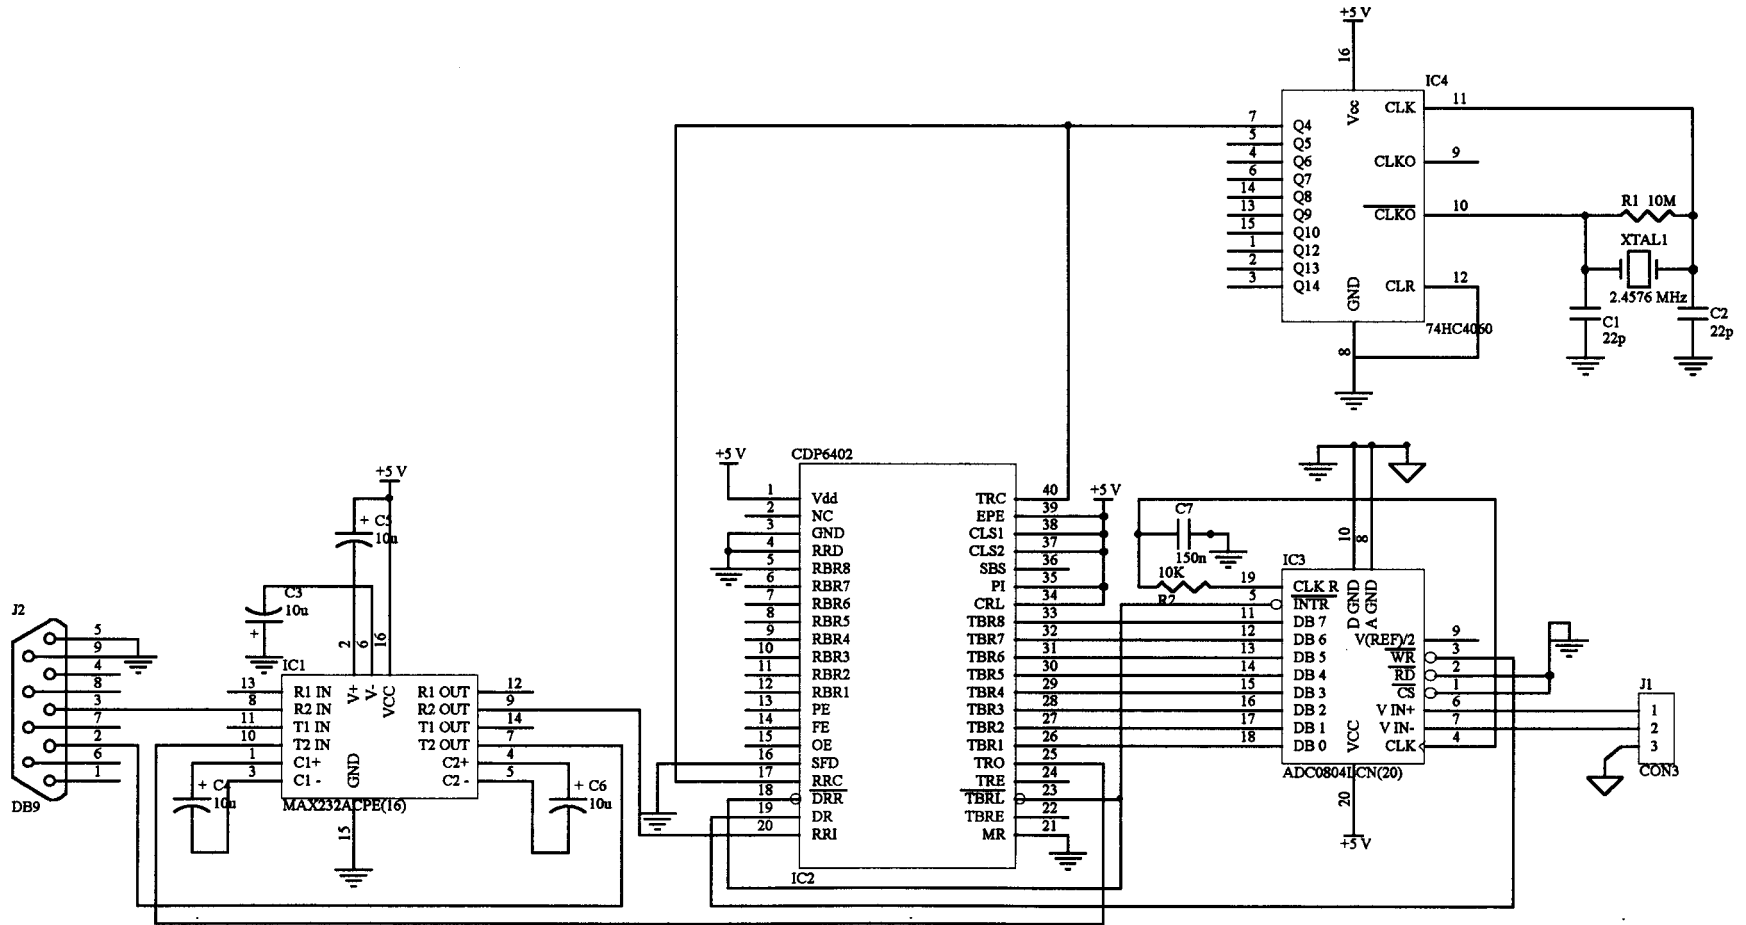 +5 V
16
IC4
Vcc
CLK 11
7 Q4
5 Q5
4 Q6
CLKO 9
6 Q7
14 Q8
13 Q9
CLKO 10
R1 10M
15 Q10
1 Q12
XTAL1
2 Q13
3 Q14
GND
CLR 12
2.4576 MHz
C1
22p
C2
22p
74HC4060
8
+5 V
CDP6402
+5 V
1 Vdd
2 NC
3 GND
4 RRD
5 RBR8
6 RBR7
7 RBR6
8 RBR5
9 RBR4
10 RBR3
11 RBR2
12 RBR1
13 PE
14 FE
15 OE
16 SFD
17 RRC
18 DRR
19 DR
20 RRI
TRC 40
EPE 39
CLS1 38
CLS2 37
SBS 36
PI 35
CRL 34
TBR8 33
TBR7 32
TBR6 31
TBR5 30
TBR4 29
TBR3 28
TBR2 27
TBR1 26
TRO 25
TRE 24
TBRL 23
TBRE 22
MR 21
+5 V
IC2
C7
150n
10K
R2
10
8
IC3
19 CLK R
5 INTR
11 DB 7
12 DB 6
13 DB 5
14 DB 4
15 DB 3
16 DB 2
17 DB 1
18 DB 0
D GND
A GND
V(REF)/2 9
WR 3
RD 2
CS 1
V IN+ 6
V IN- 7
CLK 4
VCC
ADC0804LCN(20)
20
+5 V
J1
1
2
3
CON3
+ C5
10u
C3
10u
+
2
6
16
IC1
13 R1 IN
8 R2 IN
11 T1 IN
10 T2 IN
1 C1+
3 C1 -
V+
V-
VCC
GND
R1 OUT 12
R2 OUT 9
T1 OUT 14
T2 OUT 7
C2+ 4
C2 - 5
MAX232ACPE(16)
15
+ C4
10u
+ C6
10u
J2
5
9
4
8
3
7
2
6
1
DB9